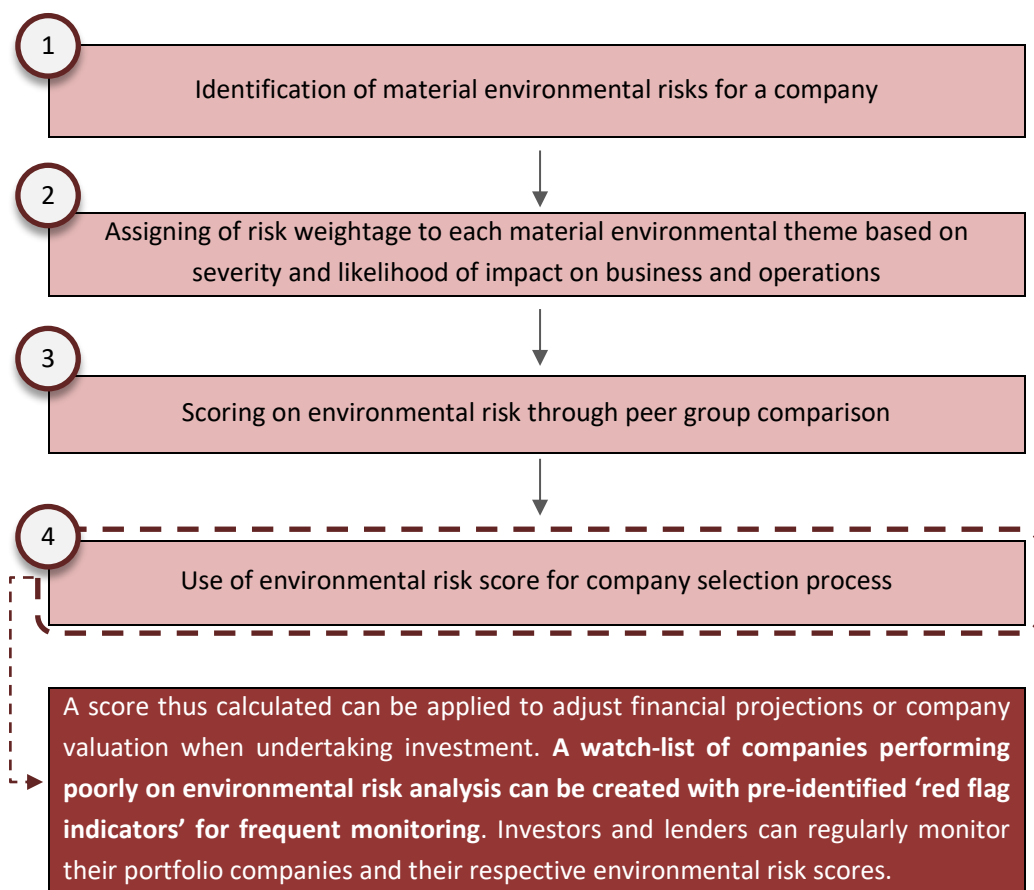 1
Identification of material environmental risks for a company
2
Assigning of risk weightage to each material environmental theme based on
severity and likelihood of impact on business and operations
3
Scoring on environmental risk through peer group comparison
4
Use of environmental risk score for company selection process
A score thus calculated can be applied to adjust financial projections or company
valuation when undertaking investment. A watch-list of companies performing
poorly on environmental risk analysis can be created with pre-identified ‘red flag
indicators’ for frequent monitoring. Investors and lenders can regularly monitor
their portfolio companies and their respective environmental risk scores.